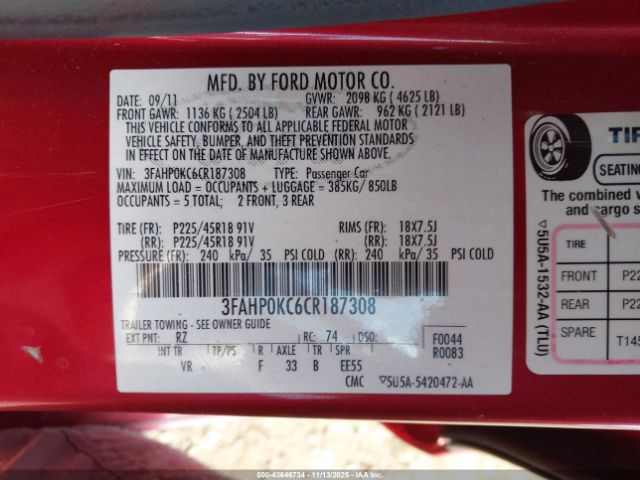 MFD. BY FORD MOTOR CO.
DATE: 09/11 GVWR: 2098 KG ( 4625 LB)
FRONT GAWR: 1136 KG ( 2504 LB) REAR GAWR: 962 KG ( 2121 LB)
THIS VEHICLE CONFORMS TO ALL APPLICABLE FEDERAL MOTOR
VEHICLE SAFETY, BUMPER, AND THEFT PREVENTION STANDARDS
IN EFFECT ON THE DATE OF MANUFACTURE SHOWN ABOVE.
VIN: 3FAHP0KC6CR187308 TYPE: Passenger Car
MAXIMUM LOAD = OCCUPANTS + LUGGAGE = 385KG/ 850LB
OCCUPANTS = 5 TOTAL; 2 FRONT, 3 REAR
TIRE (FR): P225/45R18 91V RIMS (FR): 18X7.5J
(RR): P225/45R18 91V (RR): 18X7.5J
PRESSURE (FR): 240 kPa/ 35 PSI COLD (RR): 240 kPa/ 35 PSI COLD
3FAHP0KC6CR187308
TRAILER TOWING - SEE OWNER GUIDE
EXT PNT: RZ RC: 74 DSO: F0044
R0083
INT TR TP/PS R AXLE TR SPR
VR F 33 B EE55
CMC ▽5U5A-5420472-AA
▽5U5A-1532-AA (TLU)
TIR
SEATING
The combined v
and cargo s
TIRE
FRONT P22
REAR P22
SPARE T145
000-43646734 - 11/13/2025 - IAAI.COM